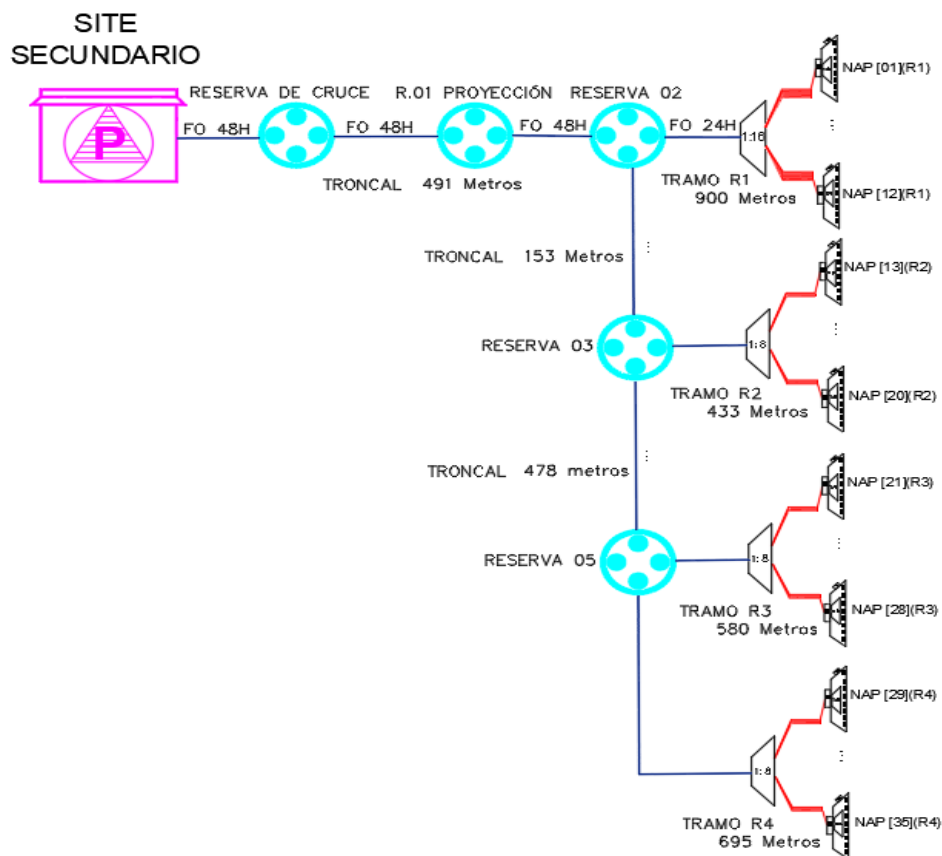 SITE
SECUNDARIO
P
RESERVA DE CRUCE
R.01 PROYECCIÓN
RESERVA 02
FO 48H
FO 48H
FO 48H
FO 24H
1:16
TRONCAL 491 Metros
TRAMO R1
900 Metros
NAP [01](R1)
NAP [12](R1)
TRONCAL 153 Metros
RESERVA 03
1:8
TRAMO R2
433 Metros
NAP [13](R2)
NAP [20](R2)
TRONCAL 478 metros
RESERVA 05
1:8
TRAMO R3
580 Metros
NAP [21](R3)
NAP [28](R3)
1:8
TRAMO R4
695 Metros
NAP [29](R4)
NAP [35](R4)